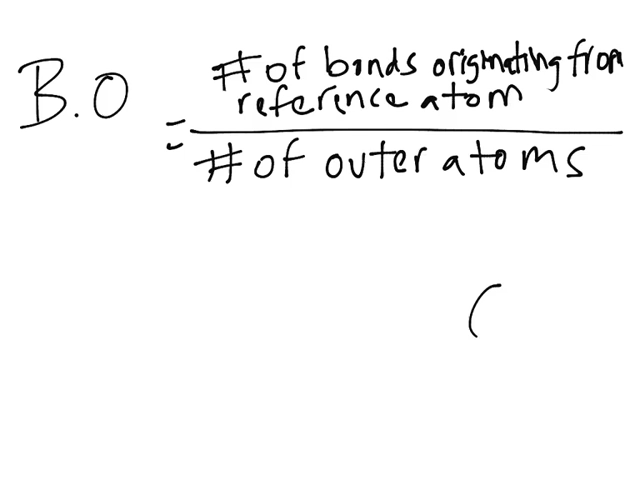 # of bonds originating from
B.O = reference atom
# of outer atoms
(